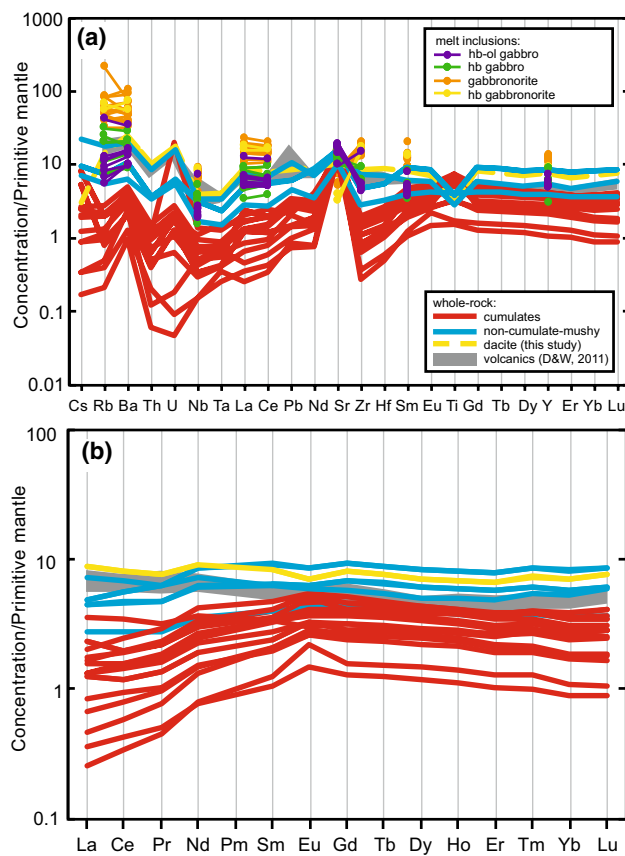 (a)
Concentration/Primitive mantle
1000
100
10
1
0.1
0.01
melt inclusions:
hb-ol gabbro
hb gabbro
gabbronorite
hb gabbronorite
whole-rock:
cumulates
non-cumulate-mushy
dacite (this study)
volcanics (D&W, 2011)
Cs Rb Ba Th U Nb Ta La Ce Pb Nd Sr Zr Hf Sm Eu Ti Gd Tb Dy Y Er Yb Lu
(b)
Concentration/Primitive mantle
100
10
1
0.1
La Ce Pr Nd Pm Sm Eu Gd Tb Dy Ho Er Tm Yb Lu